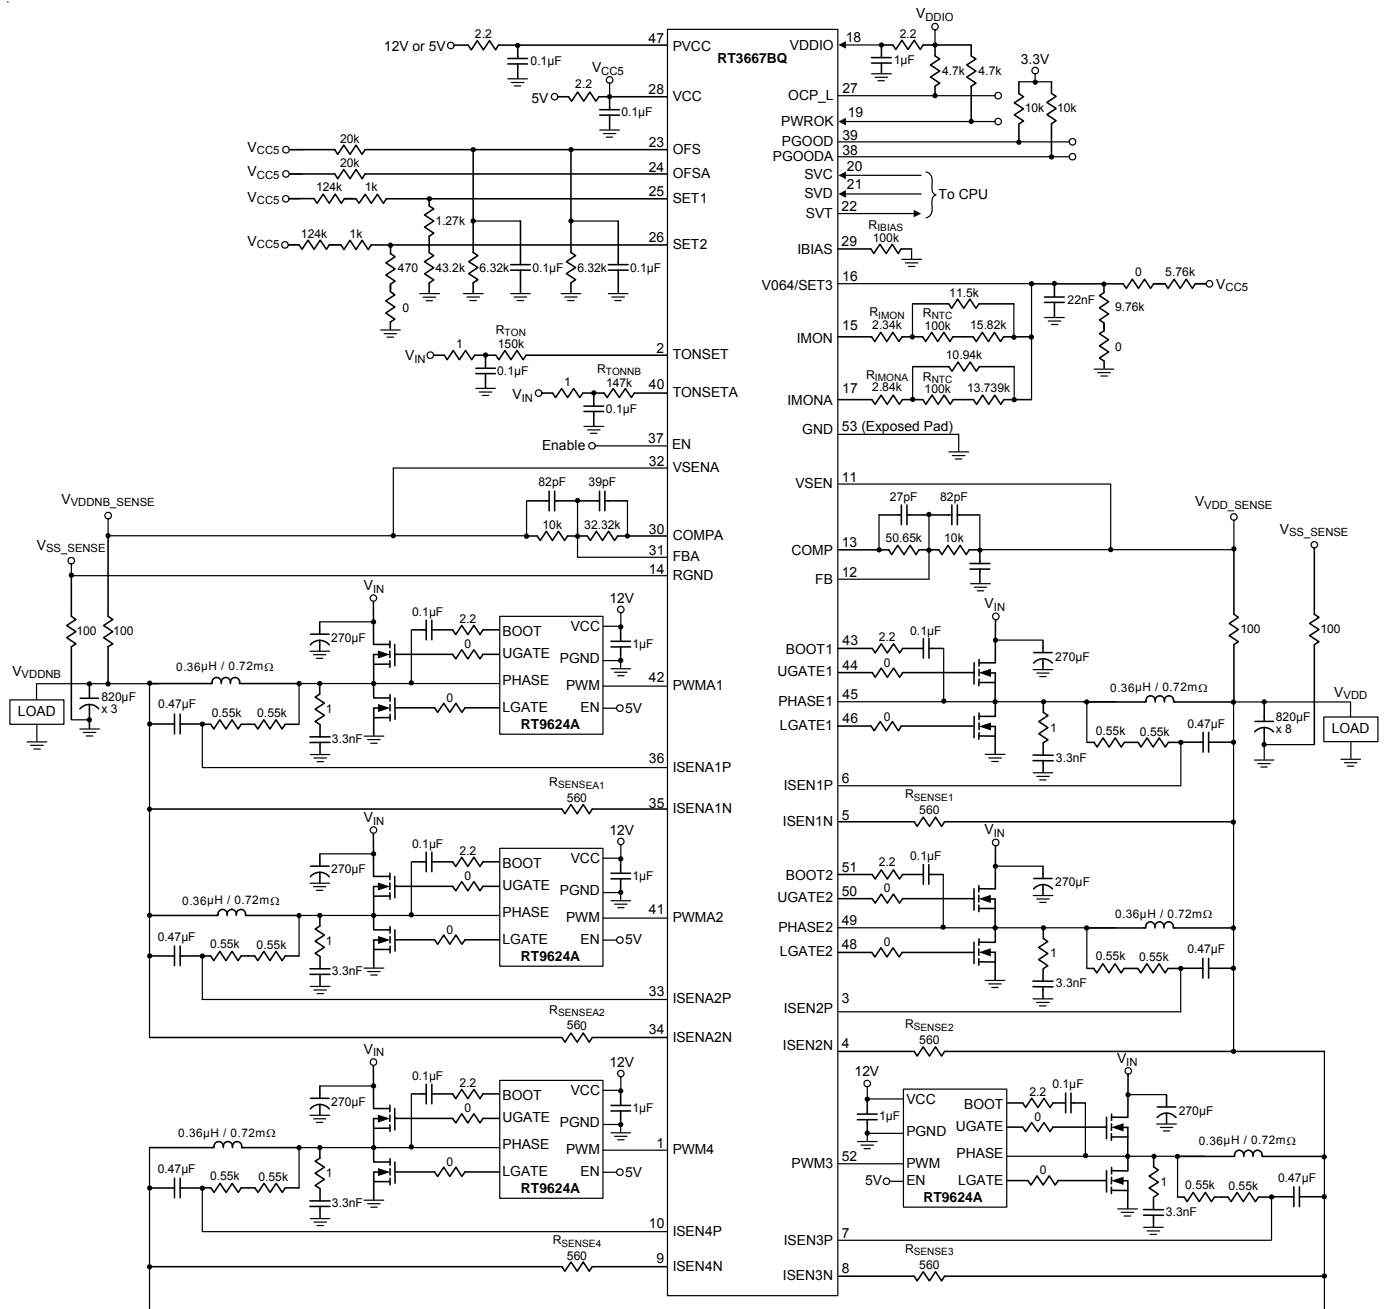 RT3667BQ
12V or 5V
2.2
0.1µF
47
PVCC
5V
2.2
VCC5
0.1µF
28
VCC
VCC5
20k
23
OFS
VCC5
20k
24
OFSA
VCC5
124k
1k
25
SET1
1.27k
VCC5
124k
1k
26
SET2
470
43.2k
6.32k
0.1µF
6.32k
0.1µF
0
VIN
1
RTON
150k
2
TONSET
0.1µF
VIN
1
RTONNB
147k
40
TONSETA
0.1µF
Enable
37
EN
32
VSENA
VVDDNB_SENSE
82pF
39pF
10k
32.32k
30
COMPA
31
FBA
VSS_SENSE
14
RGND
100
100
VVDDNB
LOAD
820µF
x 3
VIN
270µF
0.1µF
2.2
0
0
BOOT
UGATE
PHASE
LGATE
VCC
PGND
PWM
EN
RT9624A
12V
1µF
5V
42
PWMA1
0.36µH / 0.72mΩ
0.47µF
0.55k
0.55k
1
3.3nF
36
ISENA1P
RSENSEA1
560
35
ISENA1N
VIN
270µF
0.1µF
2.2
0
0
BOOT
UGATE
PHASE
LGATE
VCC
PGND
PWM
EN
RT9624A
12V
1µF
5V
41
PWMA2
0.36µH / 0.72mΩ
0.47µF
0.55k
0.55k
1
3.3nF
33
ISENA2P
RSENSEA2
560
34
ISENA2N
VIN
270µF
0.1µF
2.2
0
0
BOOT
UGATE
PHASE
LGATE
VCC
PGND
PWM
EN
RT9624A
12V
1µF
5V
1
PWM4
0.36µH / 0.72mΩ
0.47µF
0.55k
0.55k
1
3.3nF
10
ISEN4P
RSENSE4
560
9
ISEN4N
VDDIO
VDDIO
18
2.2
1µF
4.7k
4.7k
3.3V
10k
10k
OCP_L
27
PWROK
19
PGOOD
39
PGOODA
38
SVC
20
SVD
21
SVT
22
To CPU
IBIAS
29
RIBIAS
100k
V064/SET3
16
0
5.76k
VCC5
22nF
9.76k
0
IMON
15
RIMON
2.34k
11.5k
RNTC
100k
15.82k
IMONA
17
RIMONA
2.84k
10.94k
RNTC
100k
13.739k
GND
53 (Exposed Pad)
VSEN
11
27pF
82pF
COMP
13
50.65k
10k
FB
12
VVDD_SENSE
VSS_SENSE
100
100
VIN
BOOT1
43
2.2
0.1µF
270µF
UGATE1
44
0
PHASE1
45
LGATE1
46
0
0.36µH / 0.72mΩ
0.55k
0.55k
0.47µF
1
3.3nF
VVDD
820µF
x 8
LOAD
ISEN1P
6
RSENSE1
560
ISEN1N
5
VIN
BOOT2
51
2.2
0.1µF
270µF
UGATE2
50
0
PHASE2
49
LGATE2
48
0
0.36µH / 0.72mΩ
0.55k
0.55k
0.47µF
1
3.3nF
ISEN2P
3
RSENSE2
560
ISEN2N
4
12V
1µF
VCC
PGND
PWM
EN
BOOT
UGATE
PHASE
LGATE
RT9624A
5V
PWM3
52
2.2
0.1µF
0
0
VIN
270µF
0.36µH / 0.72mΩ
0.55k
0.55k
0.47µF
1
3.3nF
ISEN3P
7
RSENSE3
560
ISEN3N
8